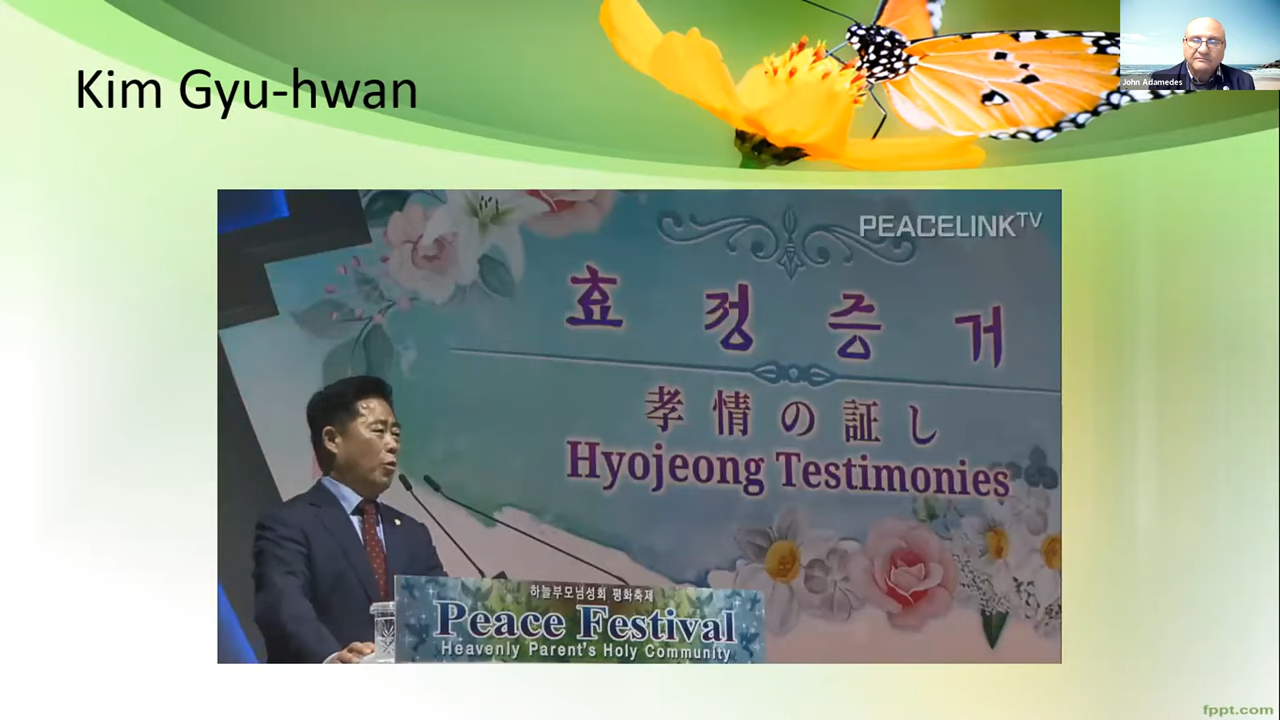 Kim Gyu-hwan
John Adamedes
PEACELINK TV
효정증거
孝情の証し
Hyojeong Testimonies
하늘부모님성회 평화축제
Peace Festival
Heavenly Parent's Holy Community
fppt.com